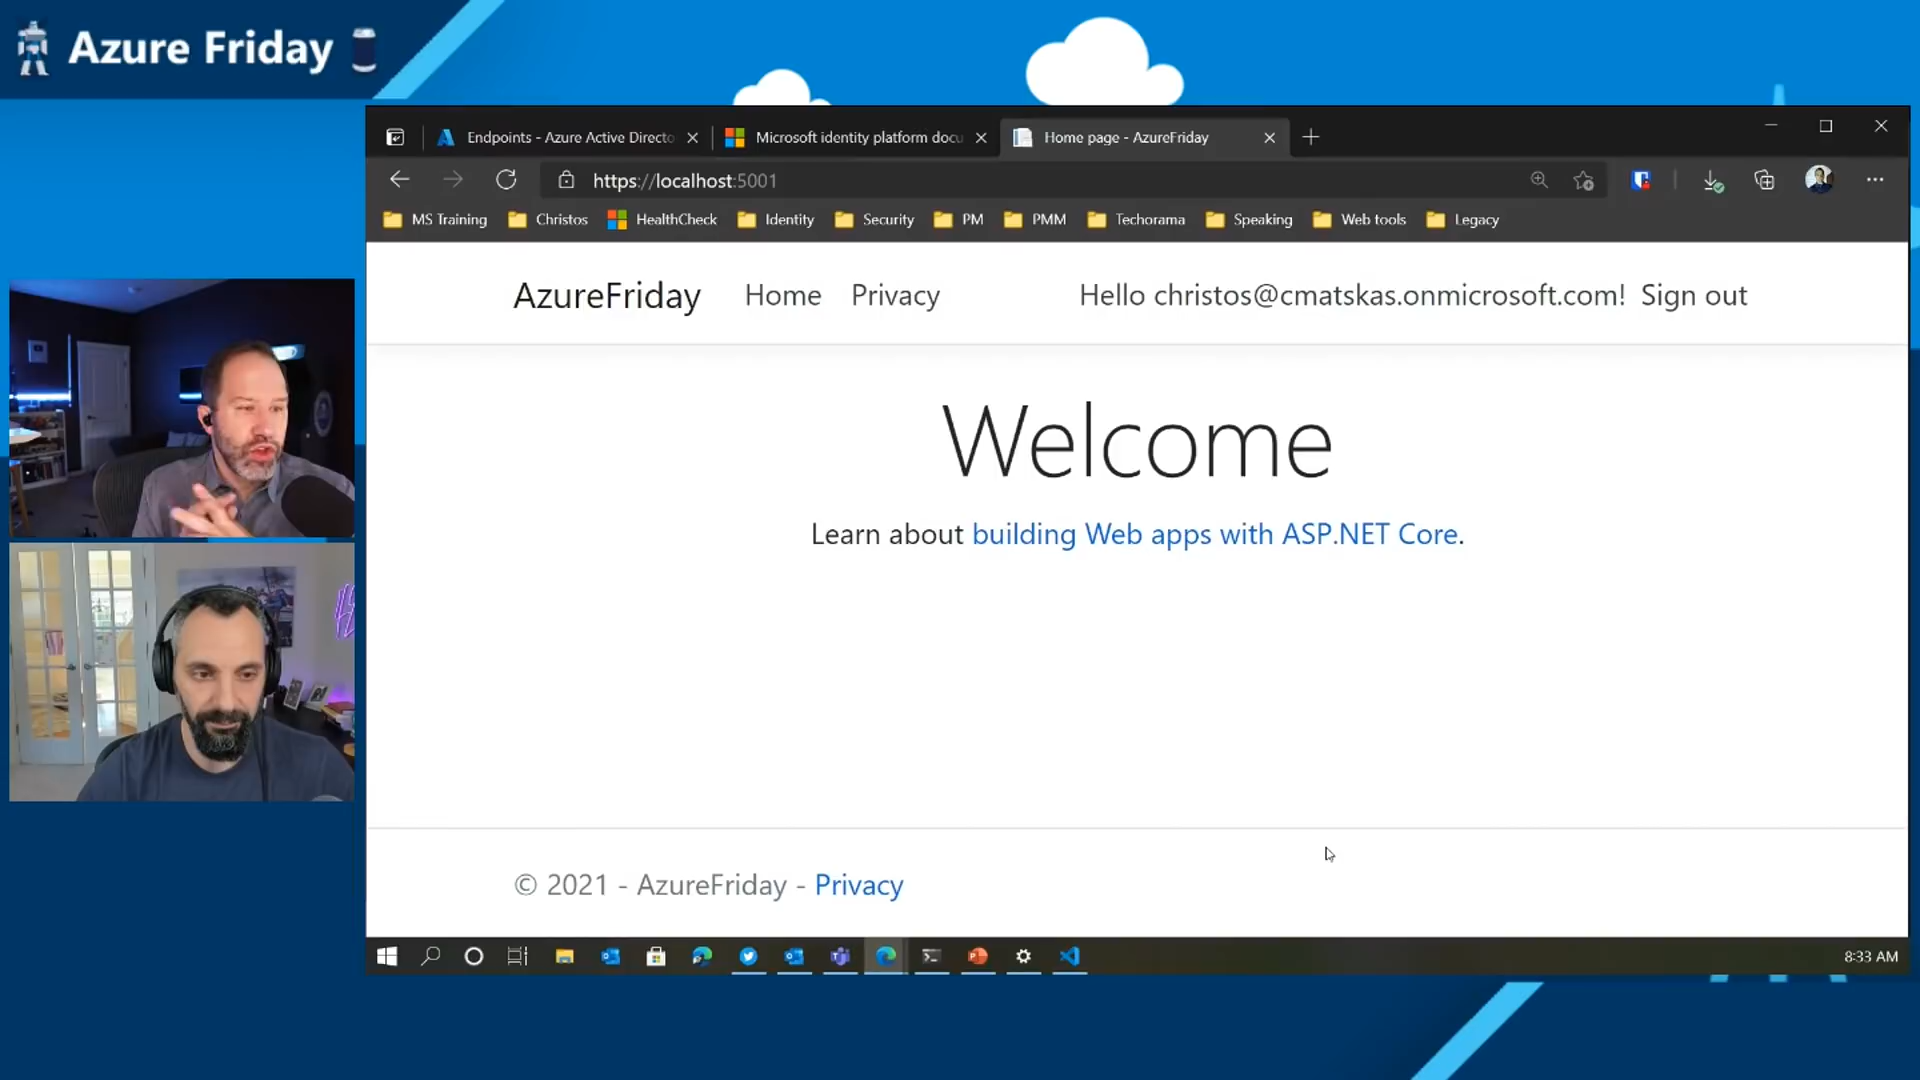 Azure Friday
Endpoints - Azure Active Directo
Microsoft identity platform docu
Home page - AzureFriday
https://localhost:5001
MS Training
Christos
HealthCheck
Identity
Security
PM
PMM
Techorama
Speaking
Web tools
Legacy
AzureFriday
Home
Privacy
Hello christos@cmatskas.onmicrosoft.com!
Sign out
Welcome
Learn about building Web apps with ASP.NET Core.
© 2021 - AzureFriday - Privacy
8:33 AM